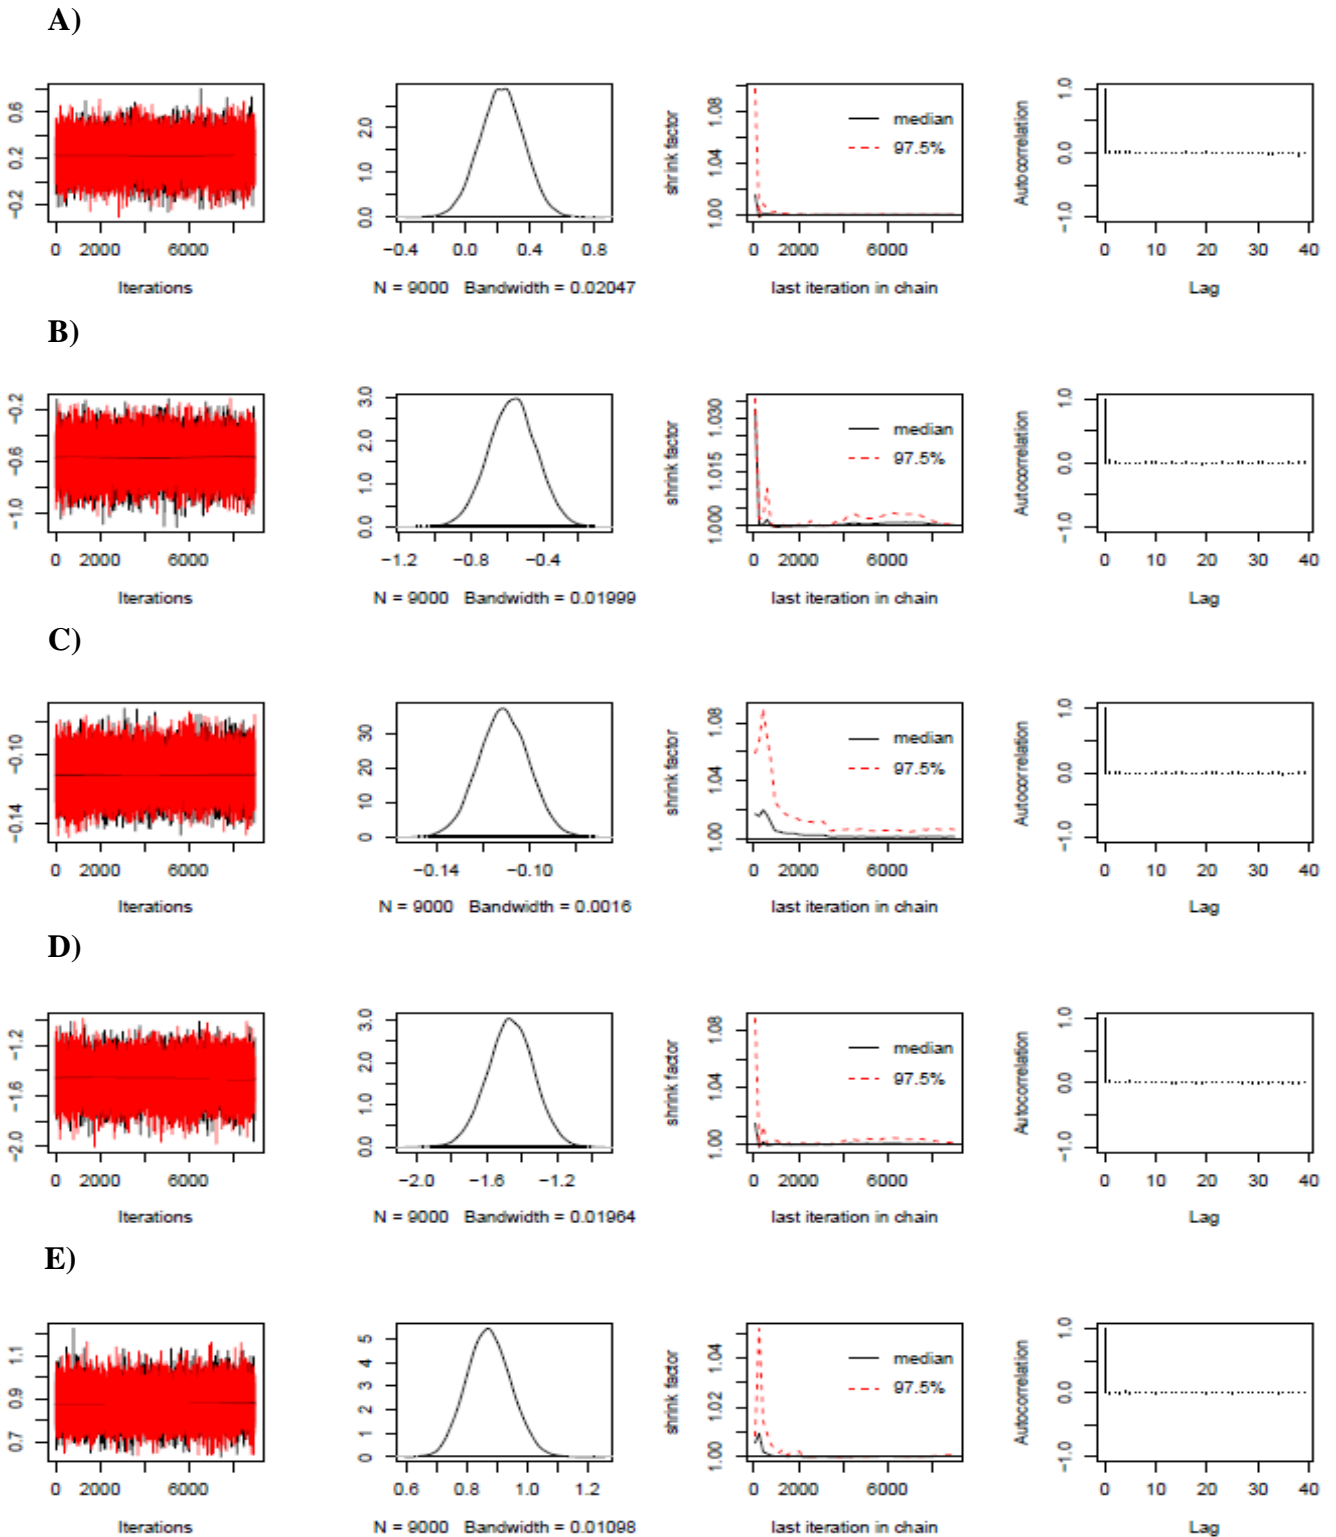 A)
0.6
0.2
−0.2
0 2000 6000
Iterations
2.0
1.0
0.0
−0.4 0.0 0.4 0.8
N = 9000 Bandwidth = 0.02047
shrink factor
1.08
1.04
1.00
median
97.5%
0 2000 6000
last iteration in chain
Autocorrelation
1.0
0.0
−1.0
0 10 20 30 40
Lag
B)
−0.2
−0.6
−1.0
0 2000 6000
Iterations
3.0
2.0
1.0
0.0
−1.2 −0.8 −0.4
N = 9000 Bandwidth = 0.01999
shrink factor
1.030
1.015
1.000
median
97.5%
0 2000 6000
last iteration in chain
Autocorrelation
1.0
0.0
−1.0
0 10 20 30 40
Lag
C)
−0.10
−0.14
0 2000 6000
Iterations
30
20
10
0
−0.14 −0.10
N = 9000 Bandwidth = 0.0016
shrink factor
1.08
1.04
1.00
median
97.5%
0 2000 6000
last iteration in chain
Autocorrelation
1.0
0.0
−1.0
0 10 20 30 40
Lag
D)
−1.2
−1.6
−2.0
0 2000 6000
Iterations
3.0
2.0
1.0
0.0
−2.0 −1.6 −1.2
N = 9000 Bandwidth = 0.01964
shrink factor
1.08
1.04
1.00
median
97.5%
0 2000 6000
last iteration in chain
Autocorrelation
1.0
0.0
−1.0
0 10 20 30 40
Lag
E)
1.1
0.9
0.7
0 2000 6000
Iterations
5
4
3
2
1
0
0.6 0.8 1.0 1.2
N = 9000 Bandwidth = 0.01098
shrink factor
1.04
1.02
1.00
median
97.5%
0 2000 6000
last iteration in chain
Autocorrelation
1.0
0.0
−1.0
0 10 20 30 40
Lag